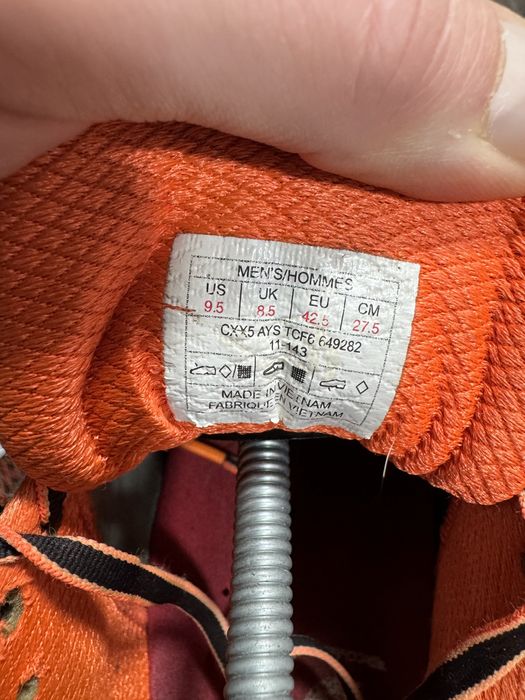 MEN'S/HOMMES
US UK EU CM
9.5 8.5 42.5 27.5
CXX5 AYS TCF6 649282
11-143
MADE IN VIETNAM
FABRIQUE EN VIETNAM